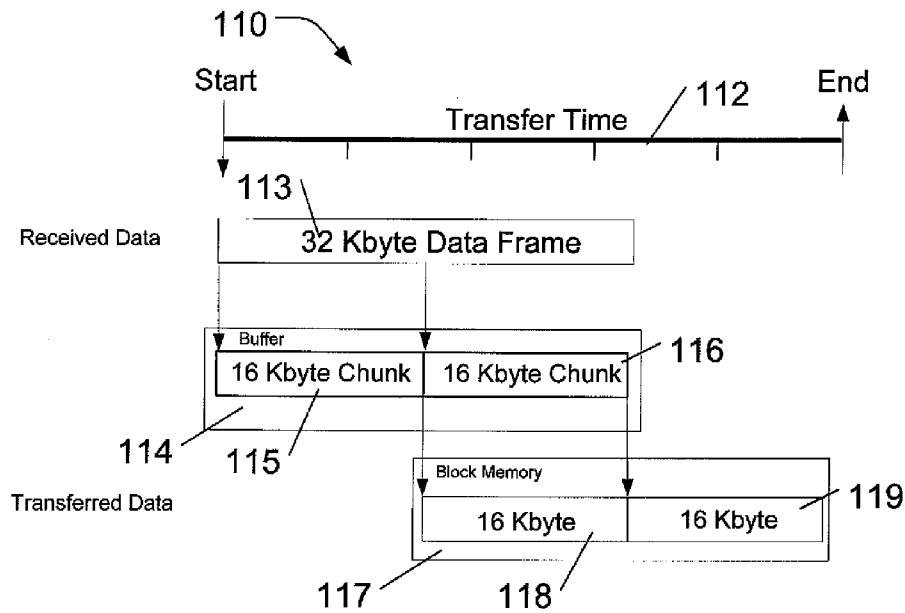 110
Start
End
112
Transfer Time
113
Received Data
32 Kbyte Data Frame
Buffer
116
16 Kbyte Chunk
16 Kbyte Chunk
114
115
Block Memory
Transferred Data
119
16 Kbyte
16 Kbyte
117
118